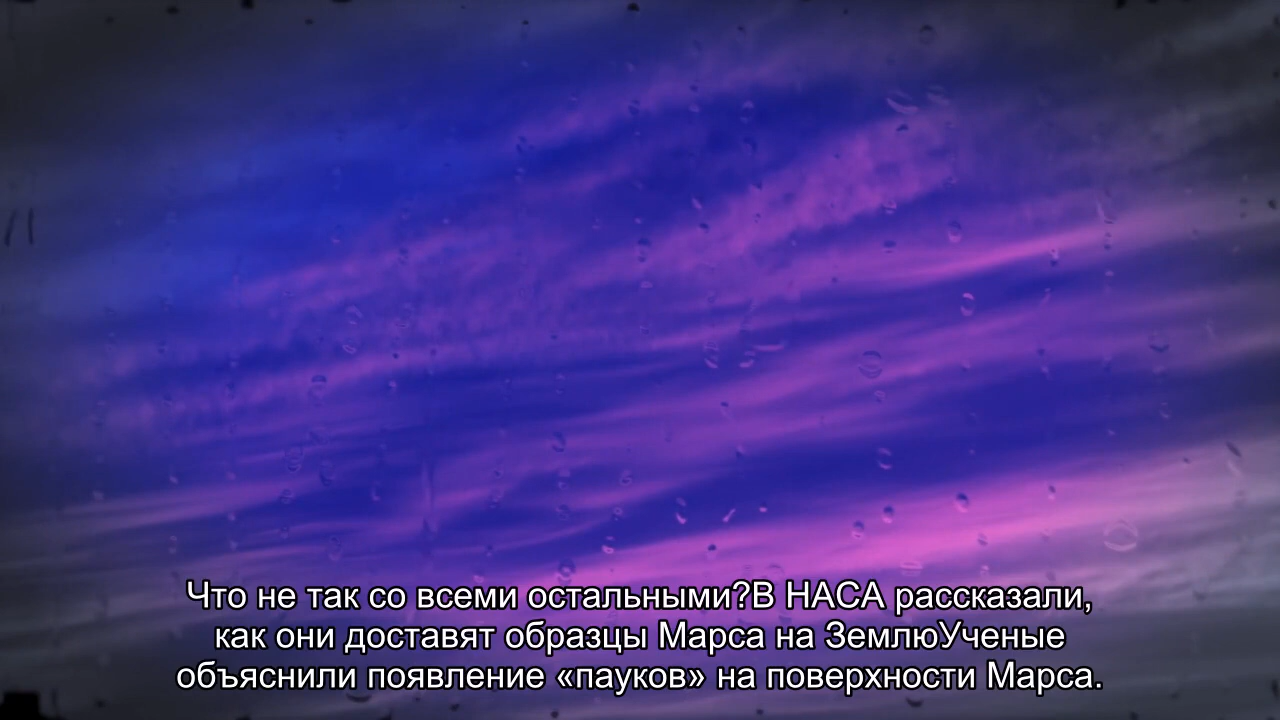 Что не так со всеми остальными?В НАСА рассказали,
как они доставят образцы Марса на ЗемлюУченые
объяснили появление «пауков» на поверхности Марса.